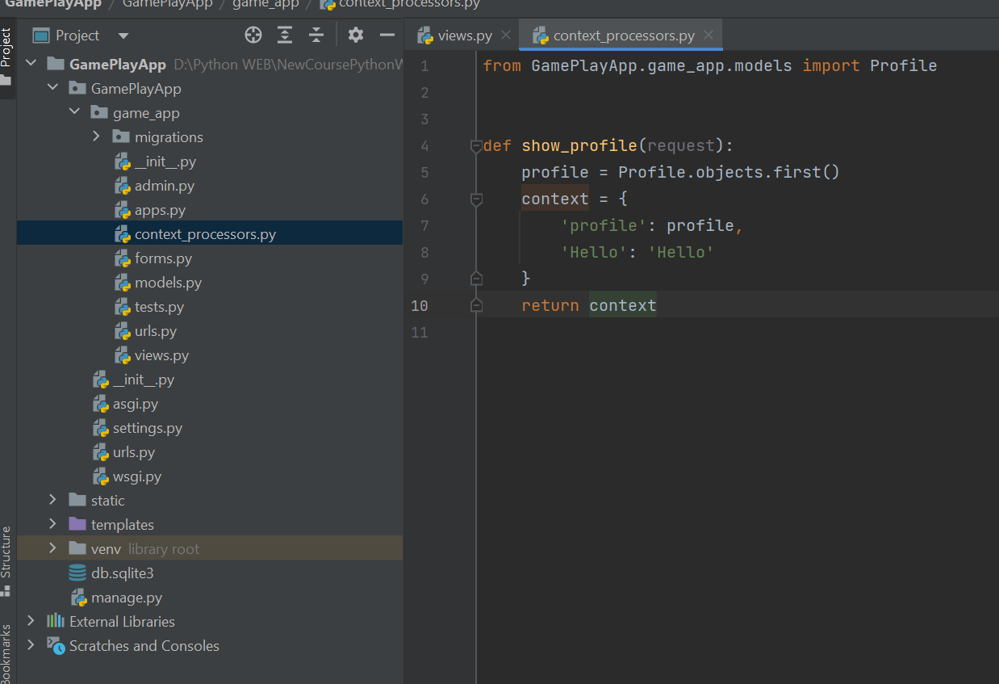 GamePlayApp / GamePlayApp / game_app / context_processors.py
Project
Project
views.py
context_processors.py
GamePlayApp D:\Python WEB\NewCoursePythonW
GamePlayApp
game_app
migrations
__init__.py
admin.py
apps.py
context_processors.py
forms.py
models.py
tests.py
urls.py
views.py
__init__.py
asgi.py
settings.py
urls.py
wsgi.py
static
templates
venv library root
db.sqlite3
manage.py
External Libraries
Scratches and Consoles
Structure
Bookmarks
1 from GamePlayApp.game_app.models import Profile
2
3
4 def show_profile(request):
5     profile = Profile.objects.first()
6     context = {
7         'profile': profile,
8         'Hello': 'Hello'
9     }
10     return context
11